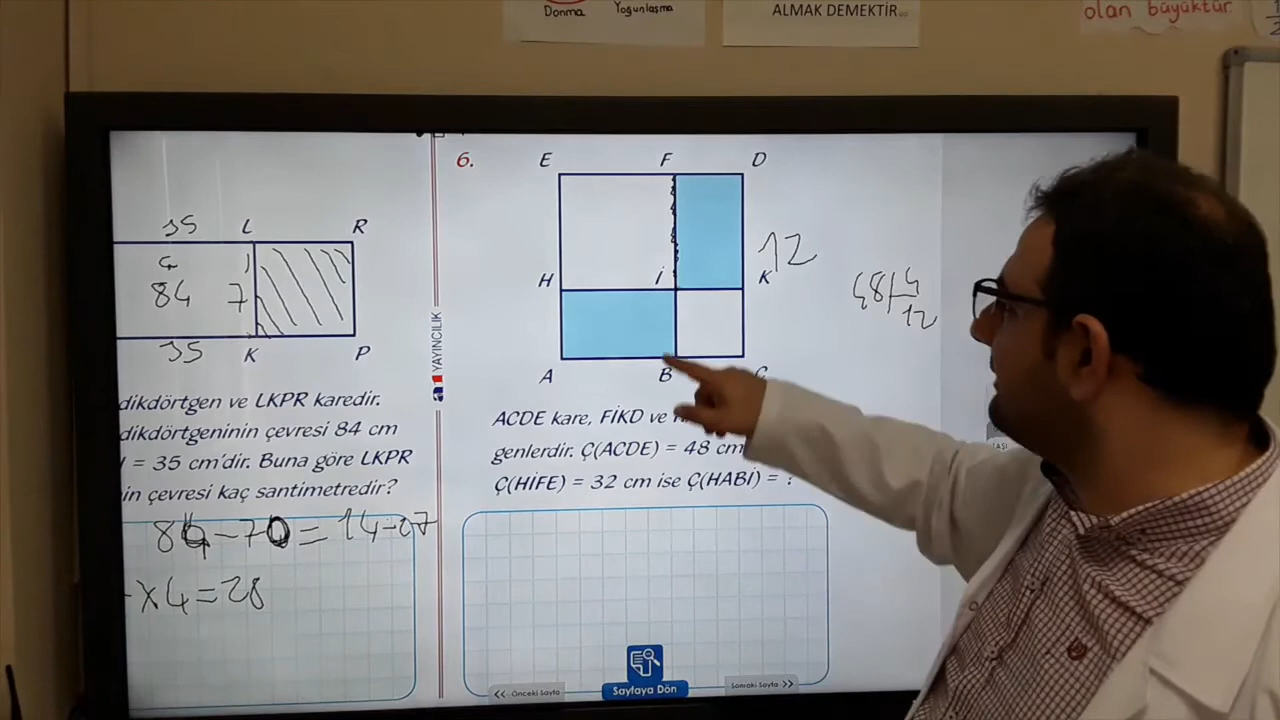 Donma
Yoğunlaşma
ALMAK DEMEKTİR...
olan büyüktür.
35
L
R
Ç
84
7
35
K
P
dikdörtgen ve LKPR karedir.
dikdörtgeninin çevresi 84 cm
= 35 cm'dir. Buna göre LKPR
in çevresi kaç santimetredir?
84-70=14
x4=28
YAYINCILIK
6.
E
F
D
H
İ
K
A
B
C
12
48
4
12
ACDE kare, FİKD ve
genlerdir. Ç(ACDE) = 48 cm
Ç(HİFE) = 32 cm ise Ç(HABİ) = ?
<< Önceki Sayfa
Sayfaya Dön
Sonraki Sayfa >>